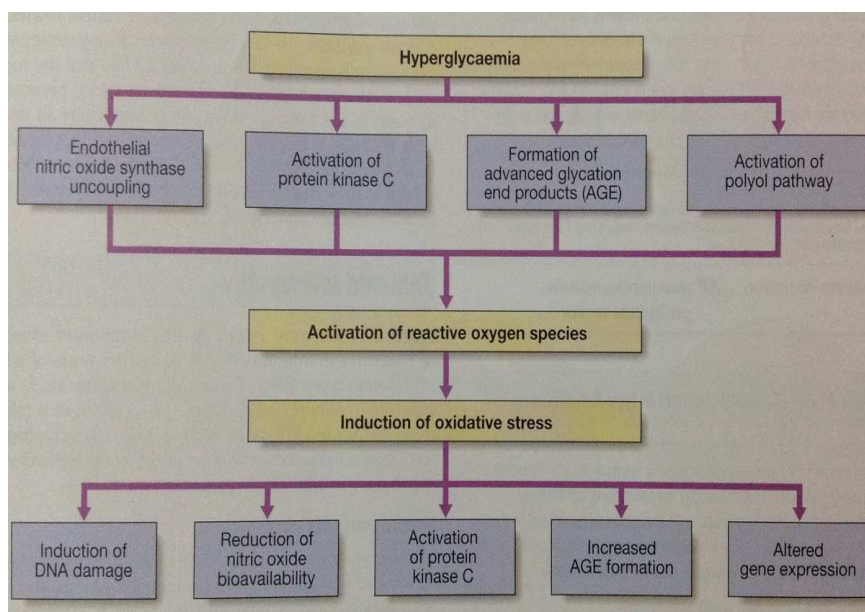 Hyperglycaemia
Endothelial
nitric oxide synthase
uncoupling
Activation of
protein kinase C
Formation of
advanced glycation
end products (AGE)
Activation of
polyol pathway
Activation of reactive oxygen species
Induction of oxidative stress
Induction of
DNA damage
Reduction of
nitric oxide
bioavailability
Activation
of protein
kinase C
Increased
AGE formation
Altered
gene expression